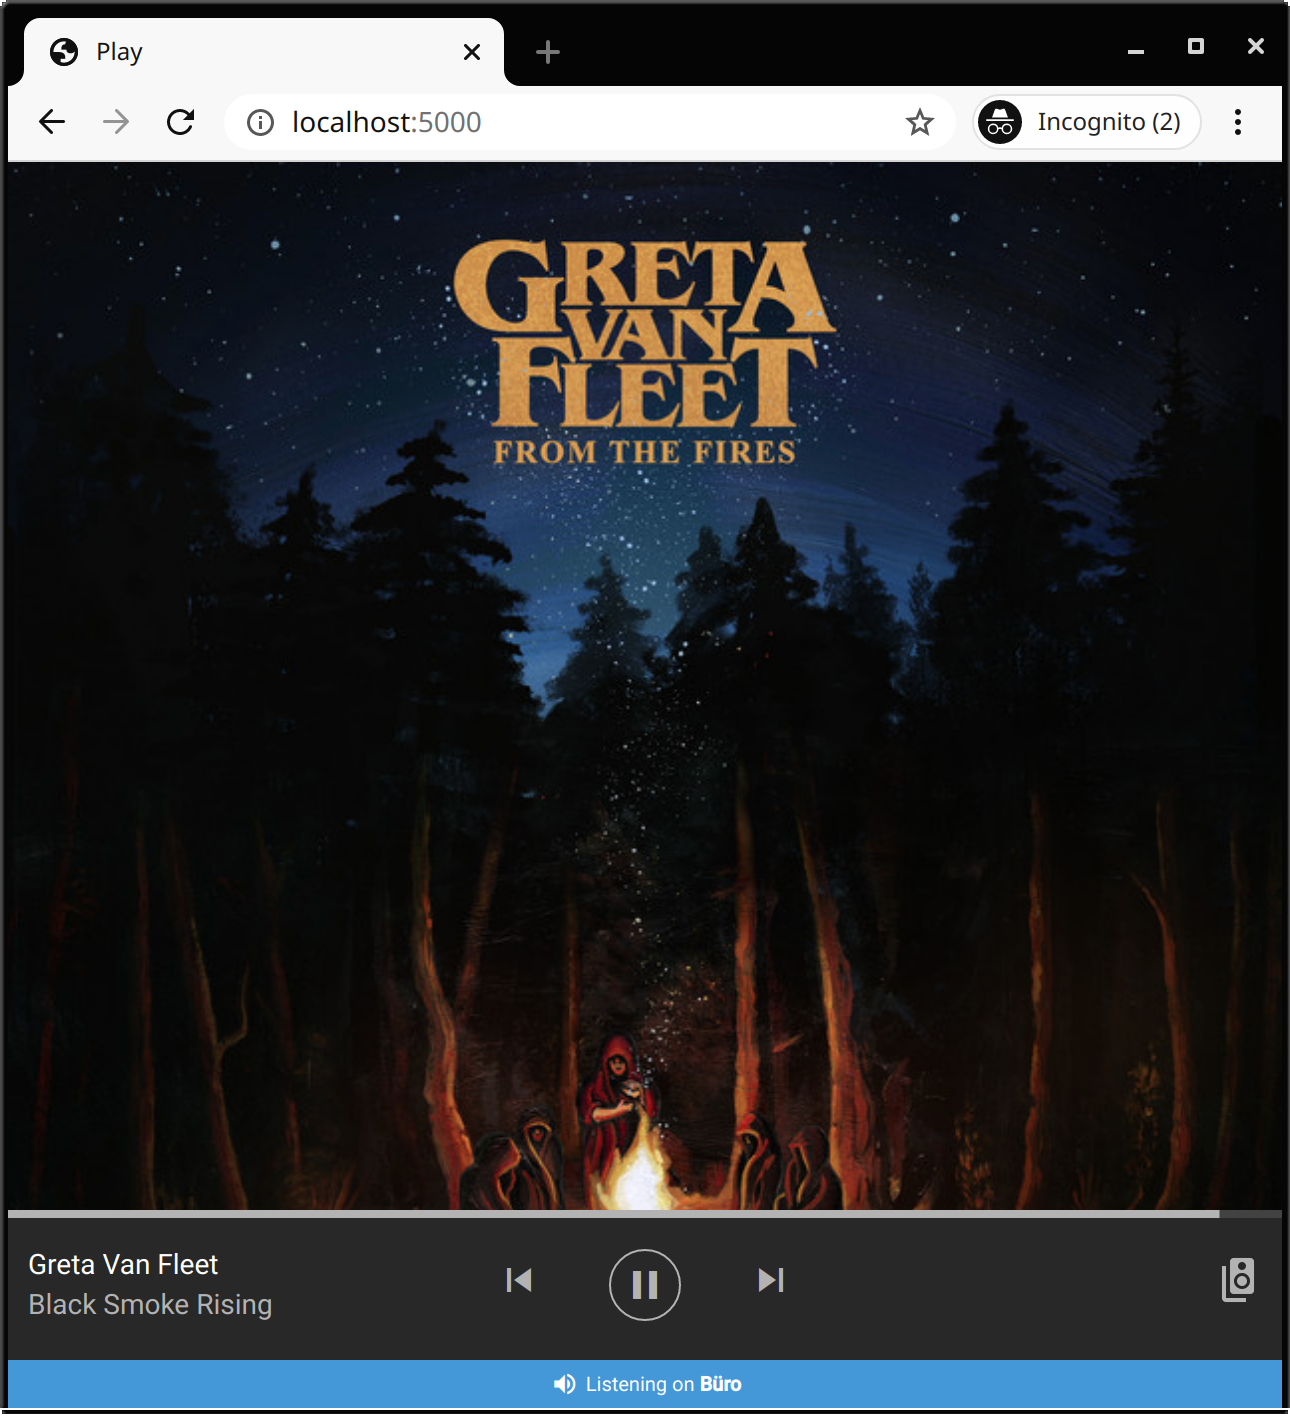 Play
localhost:5000
Incognito (2)
GRETA
VAN
FLEET
FROM THE FIRES
Greta Van Fleet
Black Smoke Rising
Listening on Büro